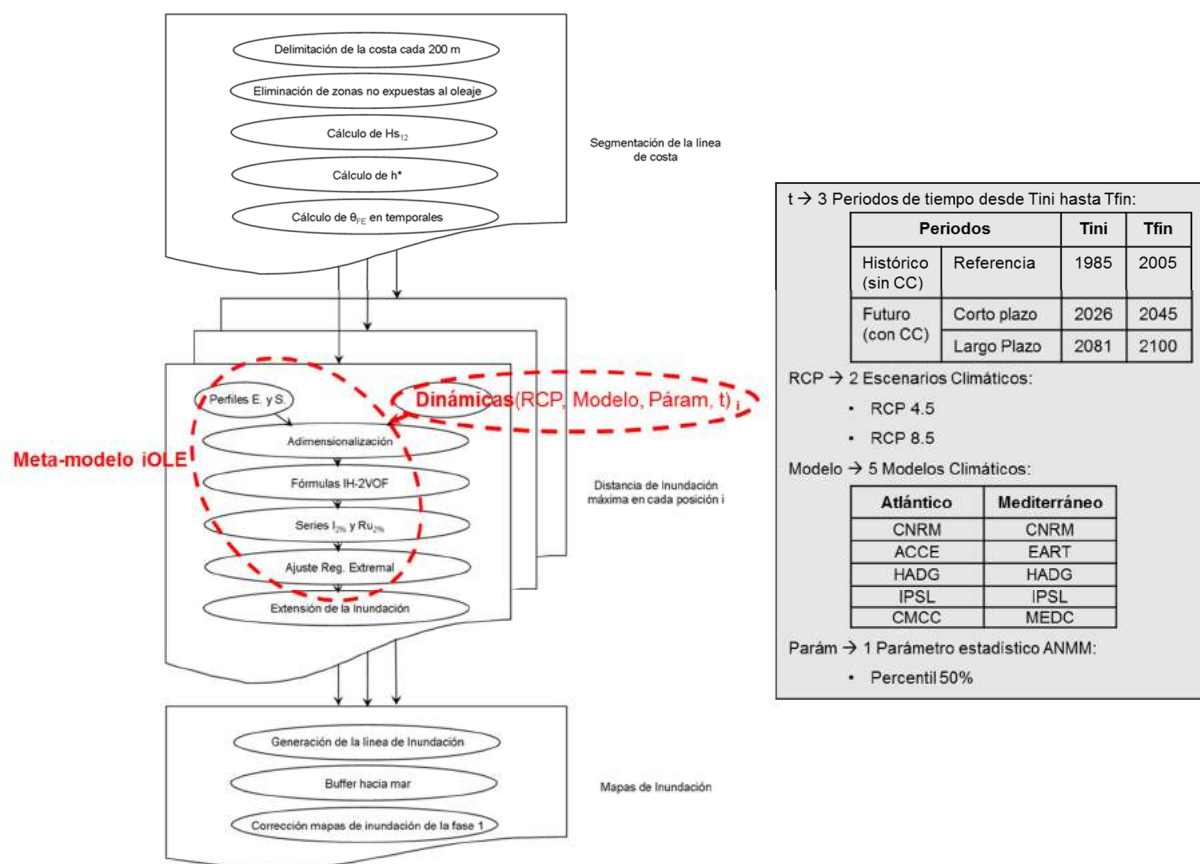 Delimitación de la costa cada 200 m
Eliminación de zonas no expuestas al oleaje
Cálculo de Hs12
Cálculo de h*
Cálculo de θFE en temporales
Segmentación de la línea
de costa
Perfiles E. y S.
Dinámicas(RCP, Modelo, Páram, t) i
Adimensionalización
Meta-modelo iOLE
Fórmulas IH-2VOF
Series I2% y Ru2%
Ajuste Reg. Extremal
Extensión de la Inundación
Distancia de Inundación
máxima en cada posición i
Generación de la línea de Inundación
Buffer hacia mar
Corrección mapas de inundación de la fase 1
Mapas de Inundación
t → 3 Periodos de tiempo desde Tini hasta Tfin:
Periodos Tini Tfin
Histórico (sin CC) Referencia 1985 2005
Futuro (con CC) Corto plazo 2026 2045
Largo Plazo 2081 2100
RCP → 2 Escenarios Climáticos:
• RCP 4.5
• RCP 8.5
Modelo → 5 Modelos Climáticos:
Atlántico Mediterráneo
CNRM CNRM
ACCE EART
HADG HADG
IPSL IPSL
CMCC MEDC
Parám → 1 Parámetro estadístico ANMM:
• Percentil 50%